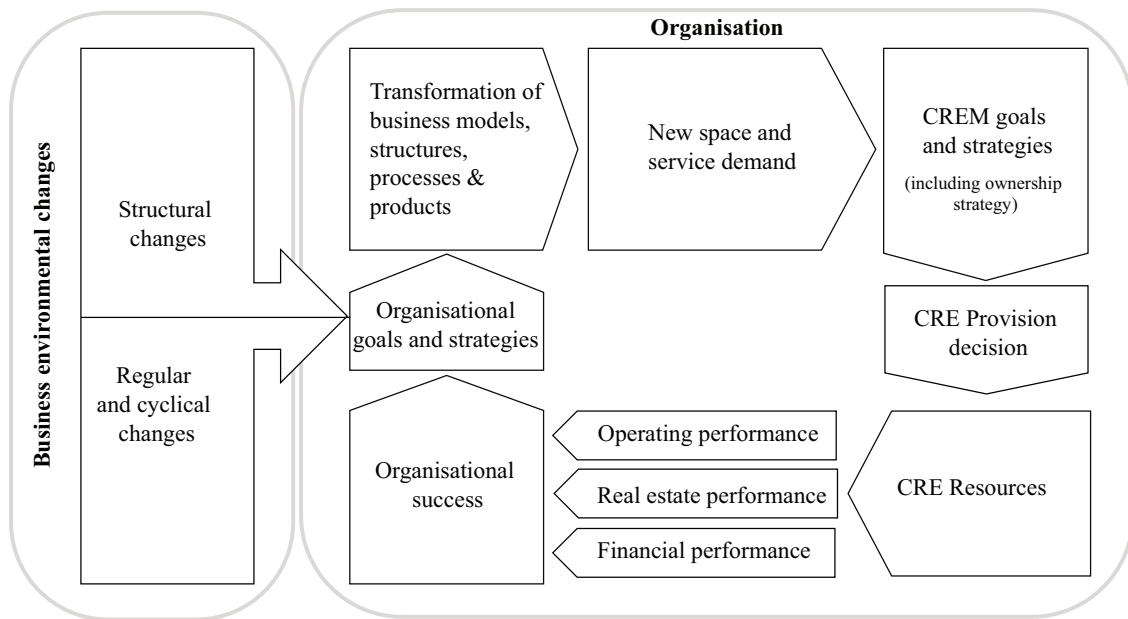 Business environmental changes
Structural
changes
Regular
and cyclical
changes
Organisation
Transformation of
business models,
structures,
processes &
products
New space and
service demand
CREM goals
and strategies
(including ownership
strategy)
Organisational
goals and strategies
CRE Provision
decision
Organisational
success
Operating performance
Real estate performance
Financial performance
CRE Resources